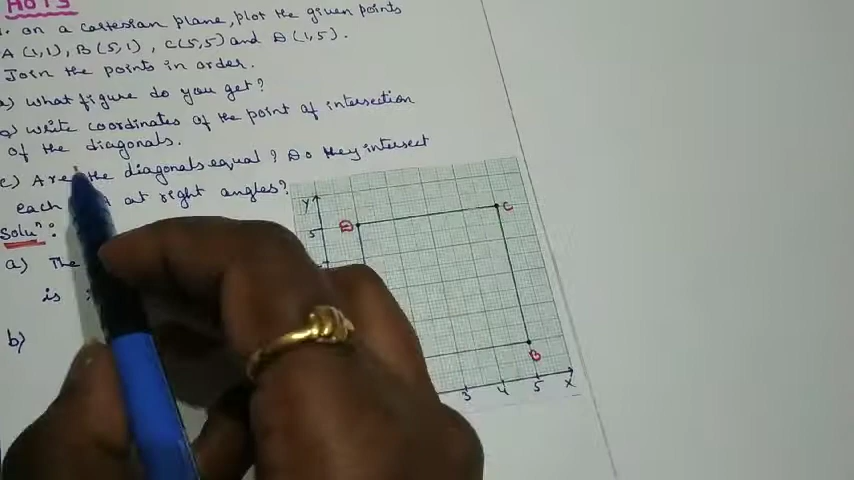 HOTS
1. On a cartesian plane, plot the given points
A (1,1), B (5,1), C(5,5) and D (1,5).
Join the points in order.
a) What figure do you get?
b) Write coordinates of the point of intersection
of the diagonals.
c) Are the diagonals equal? Do they intersect
each at right angles?
Soluⁿ:
a) The
is
b)
Y
5
D
C
B
3 4 5 X